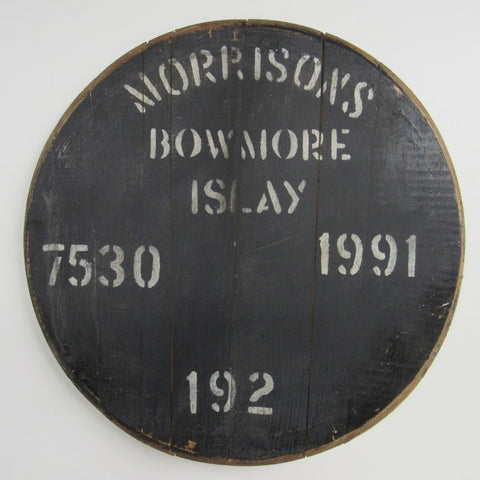 MORRISONS
BOWMORE
ISLAY
7530 1991
192